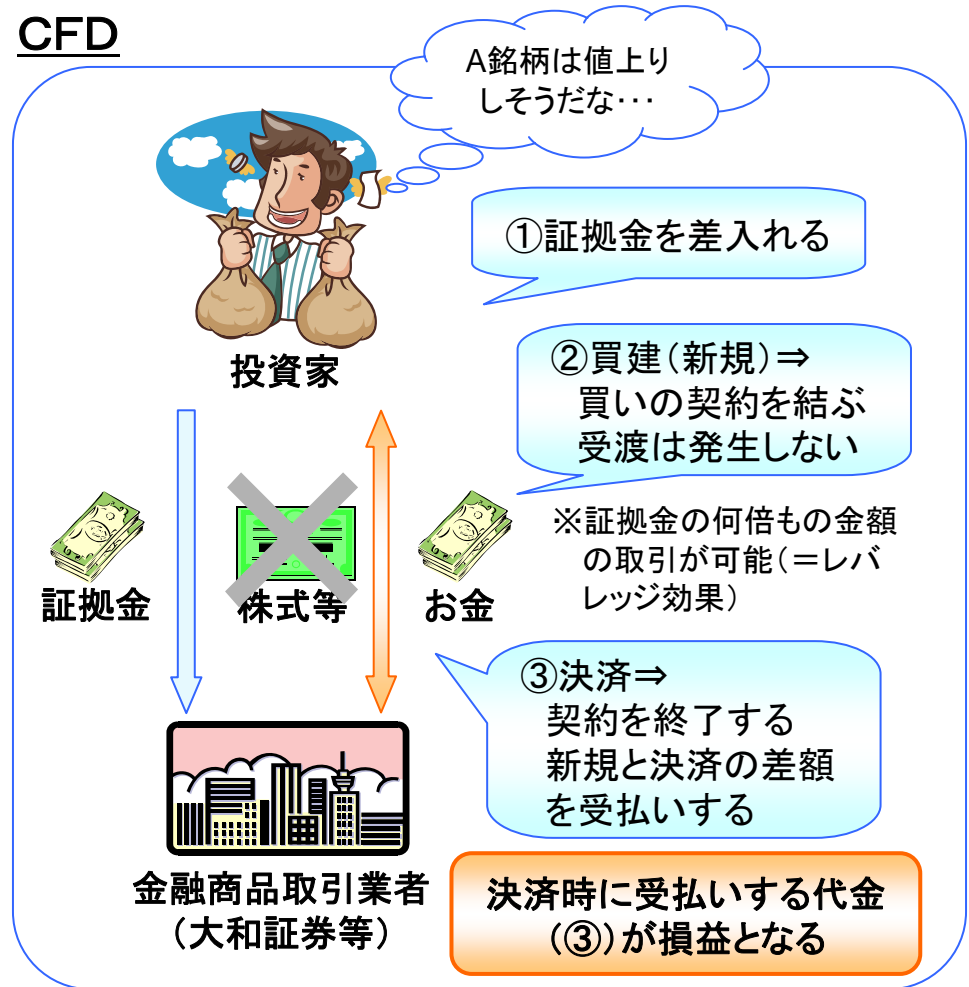 CFD
A銘柄は値上り
しそうだな･･･
①証拠金を差入れる
投資家
②買建(新規)⇒
買いの契約を結ぶ
受渡は発生しない
※証拠金の何倍もの金額
の取引が可能(＝レバ
レッジ効果)
証拠金
株式等
お金
③決済⇒
契約を終了する
新規と決済の差額
を受払いする
金融商品取引業者
(大和証券等)
決済時に受払いする代金
(③)が損益となる